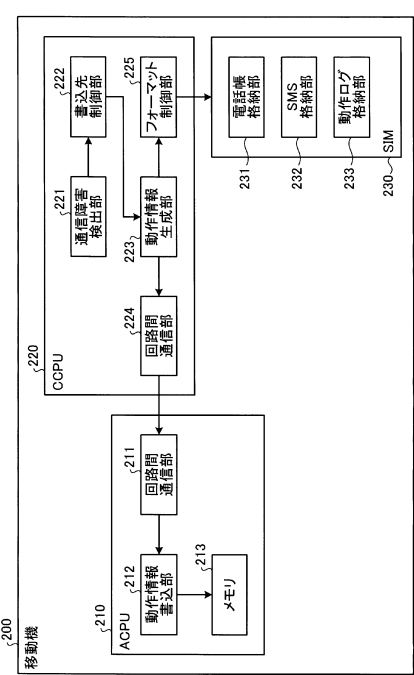 200
移動機
210
ACPU
212
動作情報
書込部
213
メモリ
211
回路間
通信部
220
CCPU
224
回路間
通信部
221
通信障害
検出部
222
書込先
制御部
223
動作情報
生成部
225
フォーマット
制御部
230
SIM
231
電話帳
格納部
232
SMS
格納部
233
動作ログ
格納部